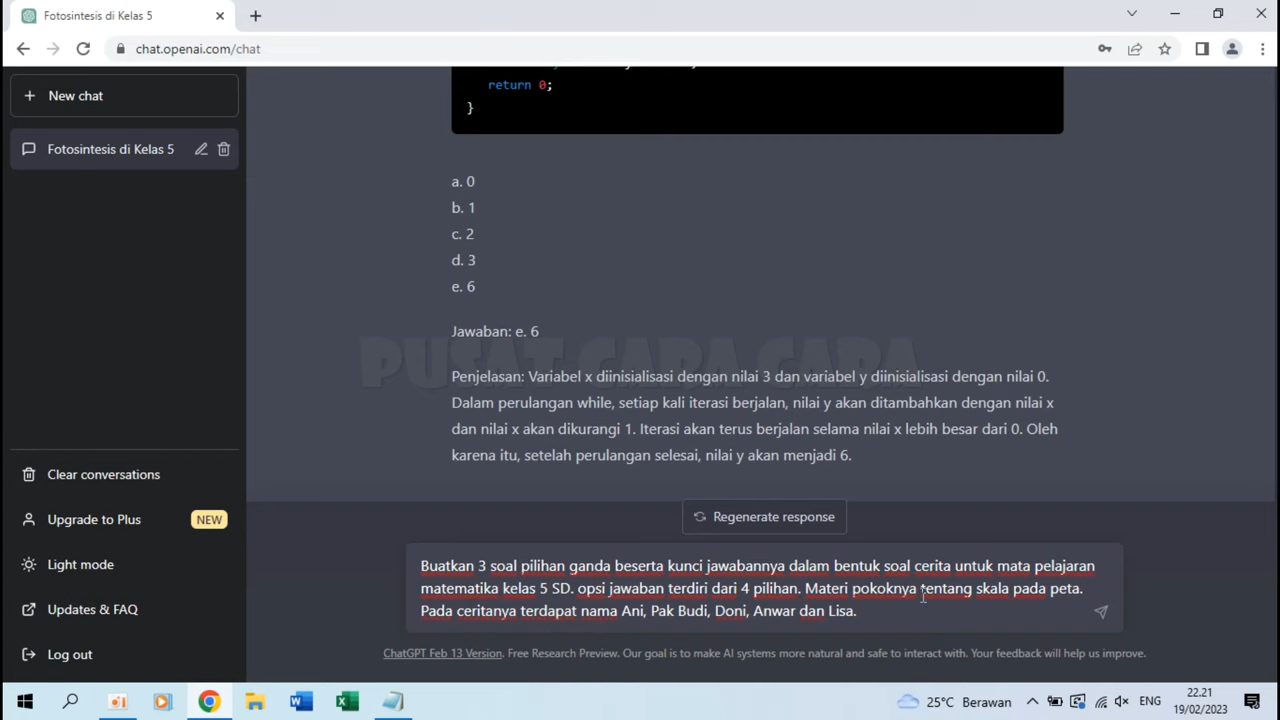 Fotosintesis di Kelas 5
chat.openai.com/chat
New chat
Fotosintesis di Kelas 5
return 0;
}
a. 0
b. 1
c. 2
d. 3
e. 6
Jawaban: e. 6
PUSAT CARA CARA
Penjelasan: Variabel x diinisialisasi dengan nilai 3 dan variabel y diinisialisasi dengan nilai 0.
Dalam perulangan while, setiap kali iterasi berjalan, nilai y akan ditambahkan dengan nilai x
dan nilai x akan dikurangi 1. Iterasi akan terus berjalan selama nilai x lebih besar dari 0. Oleh
karena itu, setelah perulangan selesai, nilai y akan menjadi 6.
Clear conversations
Upgrade to Plus NEW
Light mode
Updates & FAQ
Log out
Regenerate response
Buatkan 3 soal pilihan ganda beserta kunci jawabannya dalam bentuk soal cerita untuk mata pelajaran
matematika kelas 5 SD. opsi jawaban terdiri dari 4 pilihan. Materi pokoknya tentang skala pada peta.
Pada ceritanya terdapat nama Ani, Pak Budi, Doni, Anwar dan Lisa.
ChatGPT Feb 13 Version. Free Research Preview. Our goal is to make AI systems more natural and safe to interact with. Your feedback will help us improve.
25°C Berawan
ENG
22.21
19/02/2023